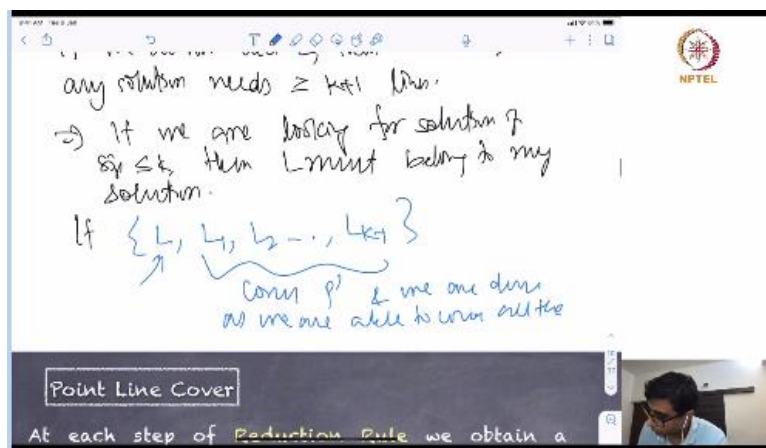 NPTEL
any solution needs ≥ k+1 lines.
⇒ If we are looking for solution of
size ≤ k, then L must belong to my
solution.
If { L, L1, L2 ..., Lk-1 }
cover P' & we are done
as we are able to cover all the
Point Line Cover
At each step of Reduction Rule we obtain a